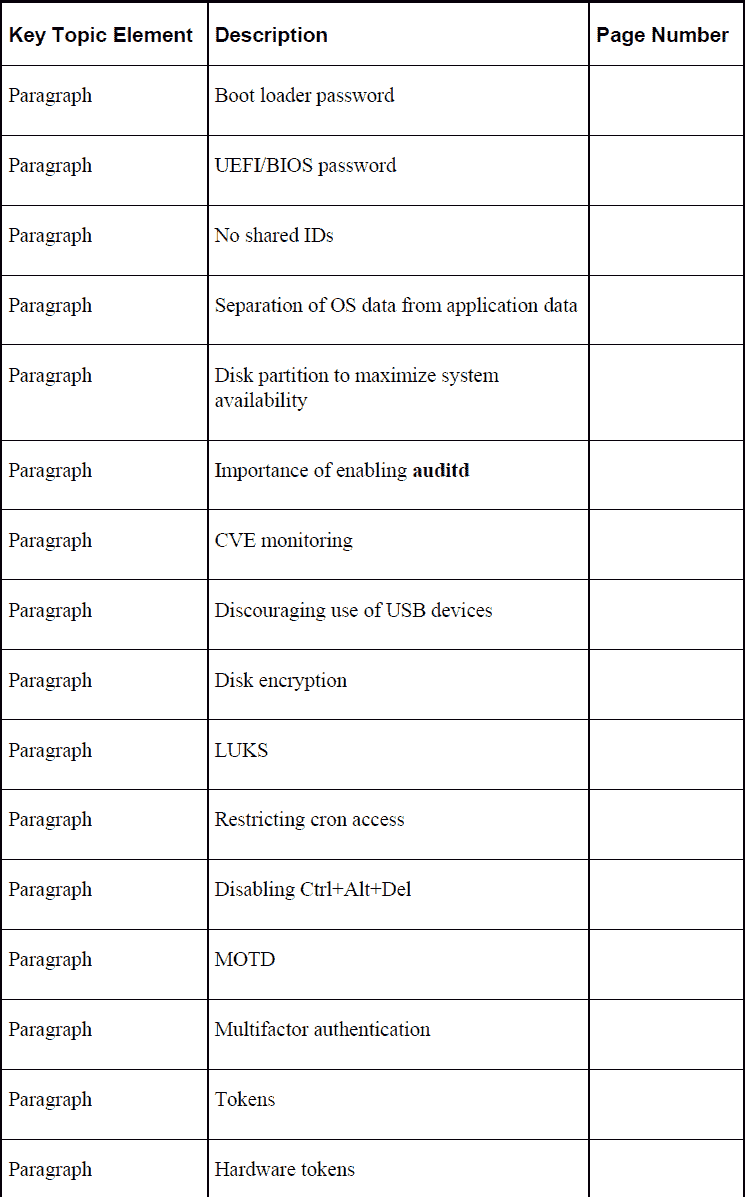 Key Topic Element Description Page Number
Paragraph Boot loader password
Paragraph UEFI/BIOS password
Paragraph No shared IDs
Paragraph Separation of OS data from application data
Paragraph Disk partition to maximize system
availability
Paragraph Importance of enabling auditd
Paragraph CVE monitoring
Paragraph Discouraging use of USB devices
Paragraph Disk encryption
Paragraph LUKS
Paragraph Restricting cron access
Paragraph Disabling Ctrl+Alt+Del
Paragraph MOTD
Paragraph Multifactor authentication
Paragraph Tokens
Paragraph Hardware tokens